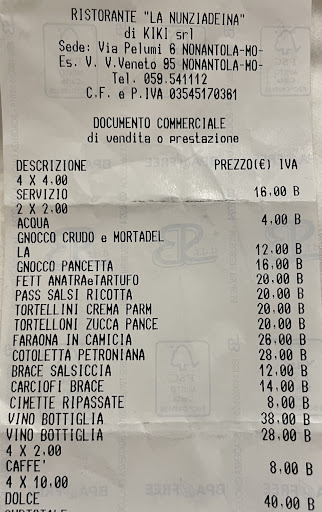 RISTORANTE "LA NUNZIADEINA"
di KIKI srl
Sede: Via Pelumi 6 NONANTOLA-MO-
Es. V. V.Veneto 95 NONANTOLA-MO-
Tel. 059.541112
C.F. e P.IVA 03545170361
DOCUMENTO COMMERCIALE
di vendita o prestazione
DESCRIZIONE PREZZO(€) IVA
4 X 4,00
SERVIZIO 16,00 B
2 X 2,00
ACQUA 4,00 B
GNOCCO CRUDO e MORTADEL
LA 12,00 B
GNOCCO PANCETTA 16,00 B
FETT ANATRAeTARTUFO 20,00 B
PASS SALSI RICOTTA 20,00 B
TORTELLINI CREMA PARM 20,00 B
TORTELLONI ZUCCA PANCE 20,00 B
FARAONA IN CAMICIA 26,00 B
COTOLETTA PETRONIANA 28,00 B
BRACE SALSICCIA 12,00 B
CARCIOFI BRACE 14,00 B
CIMETTE RIPASSATE 8,00 B
VINO BOTTIGLIA 38,00 B
VINO BOTTIGLIA 28,00 B
4 X 2,00
CAFFE' 8,00 B
4 X 10,00
DOLCE 40,00 B